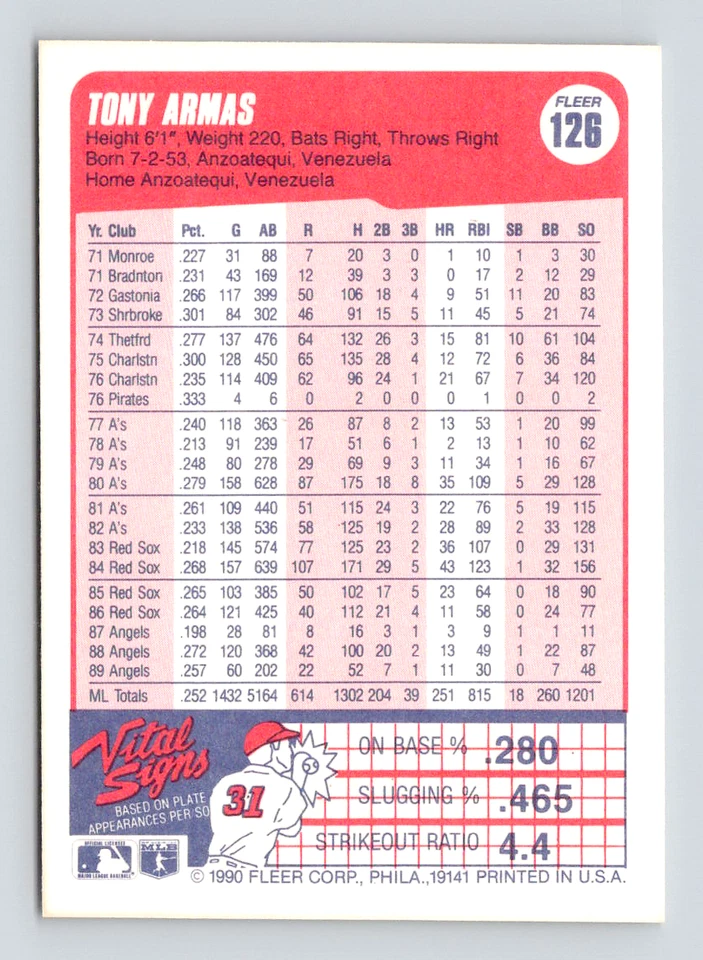 TONY ARMAS
FLEER
126
Height 6'1", Weight 220, Bats Right, Throws Right
Born 7-2-53, Anzoatequi, Venezuela
Home Anzoatequi, Venezuela
Yr. Club Pct. G AB R H 2B 3B HR RBI SB BB SO
71 Monroe .227 31 88 7 20 3 0 1 10 1 3 30
71 Bradnton .231 43 169 12 39 3 3 0 17 2 12 29
72 Gastonia .266 117 399 50 106 18 4 9 51 11 20 83
73 Shrbroke .301 84 302 46 91 15 5 11 45 5 21 74
74 Thetfrd .277 137 476 64 132 26 3 15 81 10 61 104
75 Charlstn .300 128 450 65 135 28 4 12 72 6 36 84
76 Charlstn .235 114 409 62 96 24 1 21 67 7 34 120
76 Pirates .333 4 6 0 2 0 0 0 1 0 0 2
77 A's .240 118 363 26 87 8 2 13 53 1 20 99
78 A's .213 91 239 17 51 6 1 2 13 1 10 62
79 A's .248 80 278 29 69 9 3 11 34 1 16 67
80 A's .279 158 628 87 175 18 8 35 109 5 29 128
81 A's .261 109 440 51 115 24 3 22 76 5 19 115
82 A's .233 138 536 58 125 19 2 28 89 2 33 128
83 Red Sox .218 145 574 77 125 23 2 36 107 0 29 131
84 Red Sox .268 157 639 107 171 29 5 43 123 1 32 156
85 Red Sox .265 103 385 50 102 17 5 23 64 0 18 90
86 Red Sox .264 121 425 40 112 21 4 11 58 0 24 77
87 Angels .198 28 81 8 16 3 1 3 9 1 1 11
88 Angels .272 120 368 42 100 20 2 13 49 1 22 87
89 Angels .257 60 202 22 52 7 1 11 30 0 7 48
ML Totals .252 1432 5164 614 1302 204 39 251 815 18 260 1201
Vital
Signs
BASED ON PLATE
APPEARANCES PER/SO
31
ON BASE % .280
SLUGGING % .465
STRIKEOUT RATIO 4.4
OFFICIAL LICENSEE
MAJOR LEAGUE BASEBALL
MLB
© 1990 FLEER CORP., PHILA.,19141 PRINTED IN U.S.A.